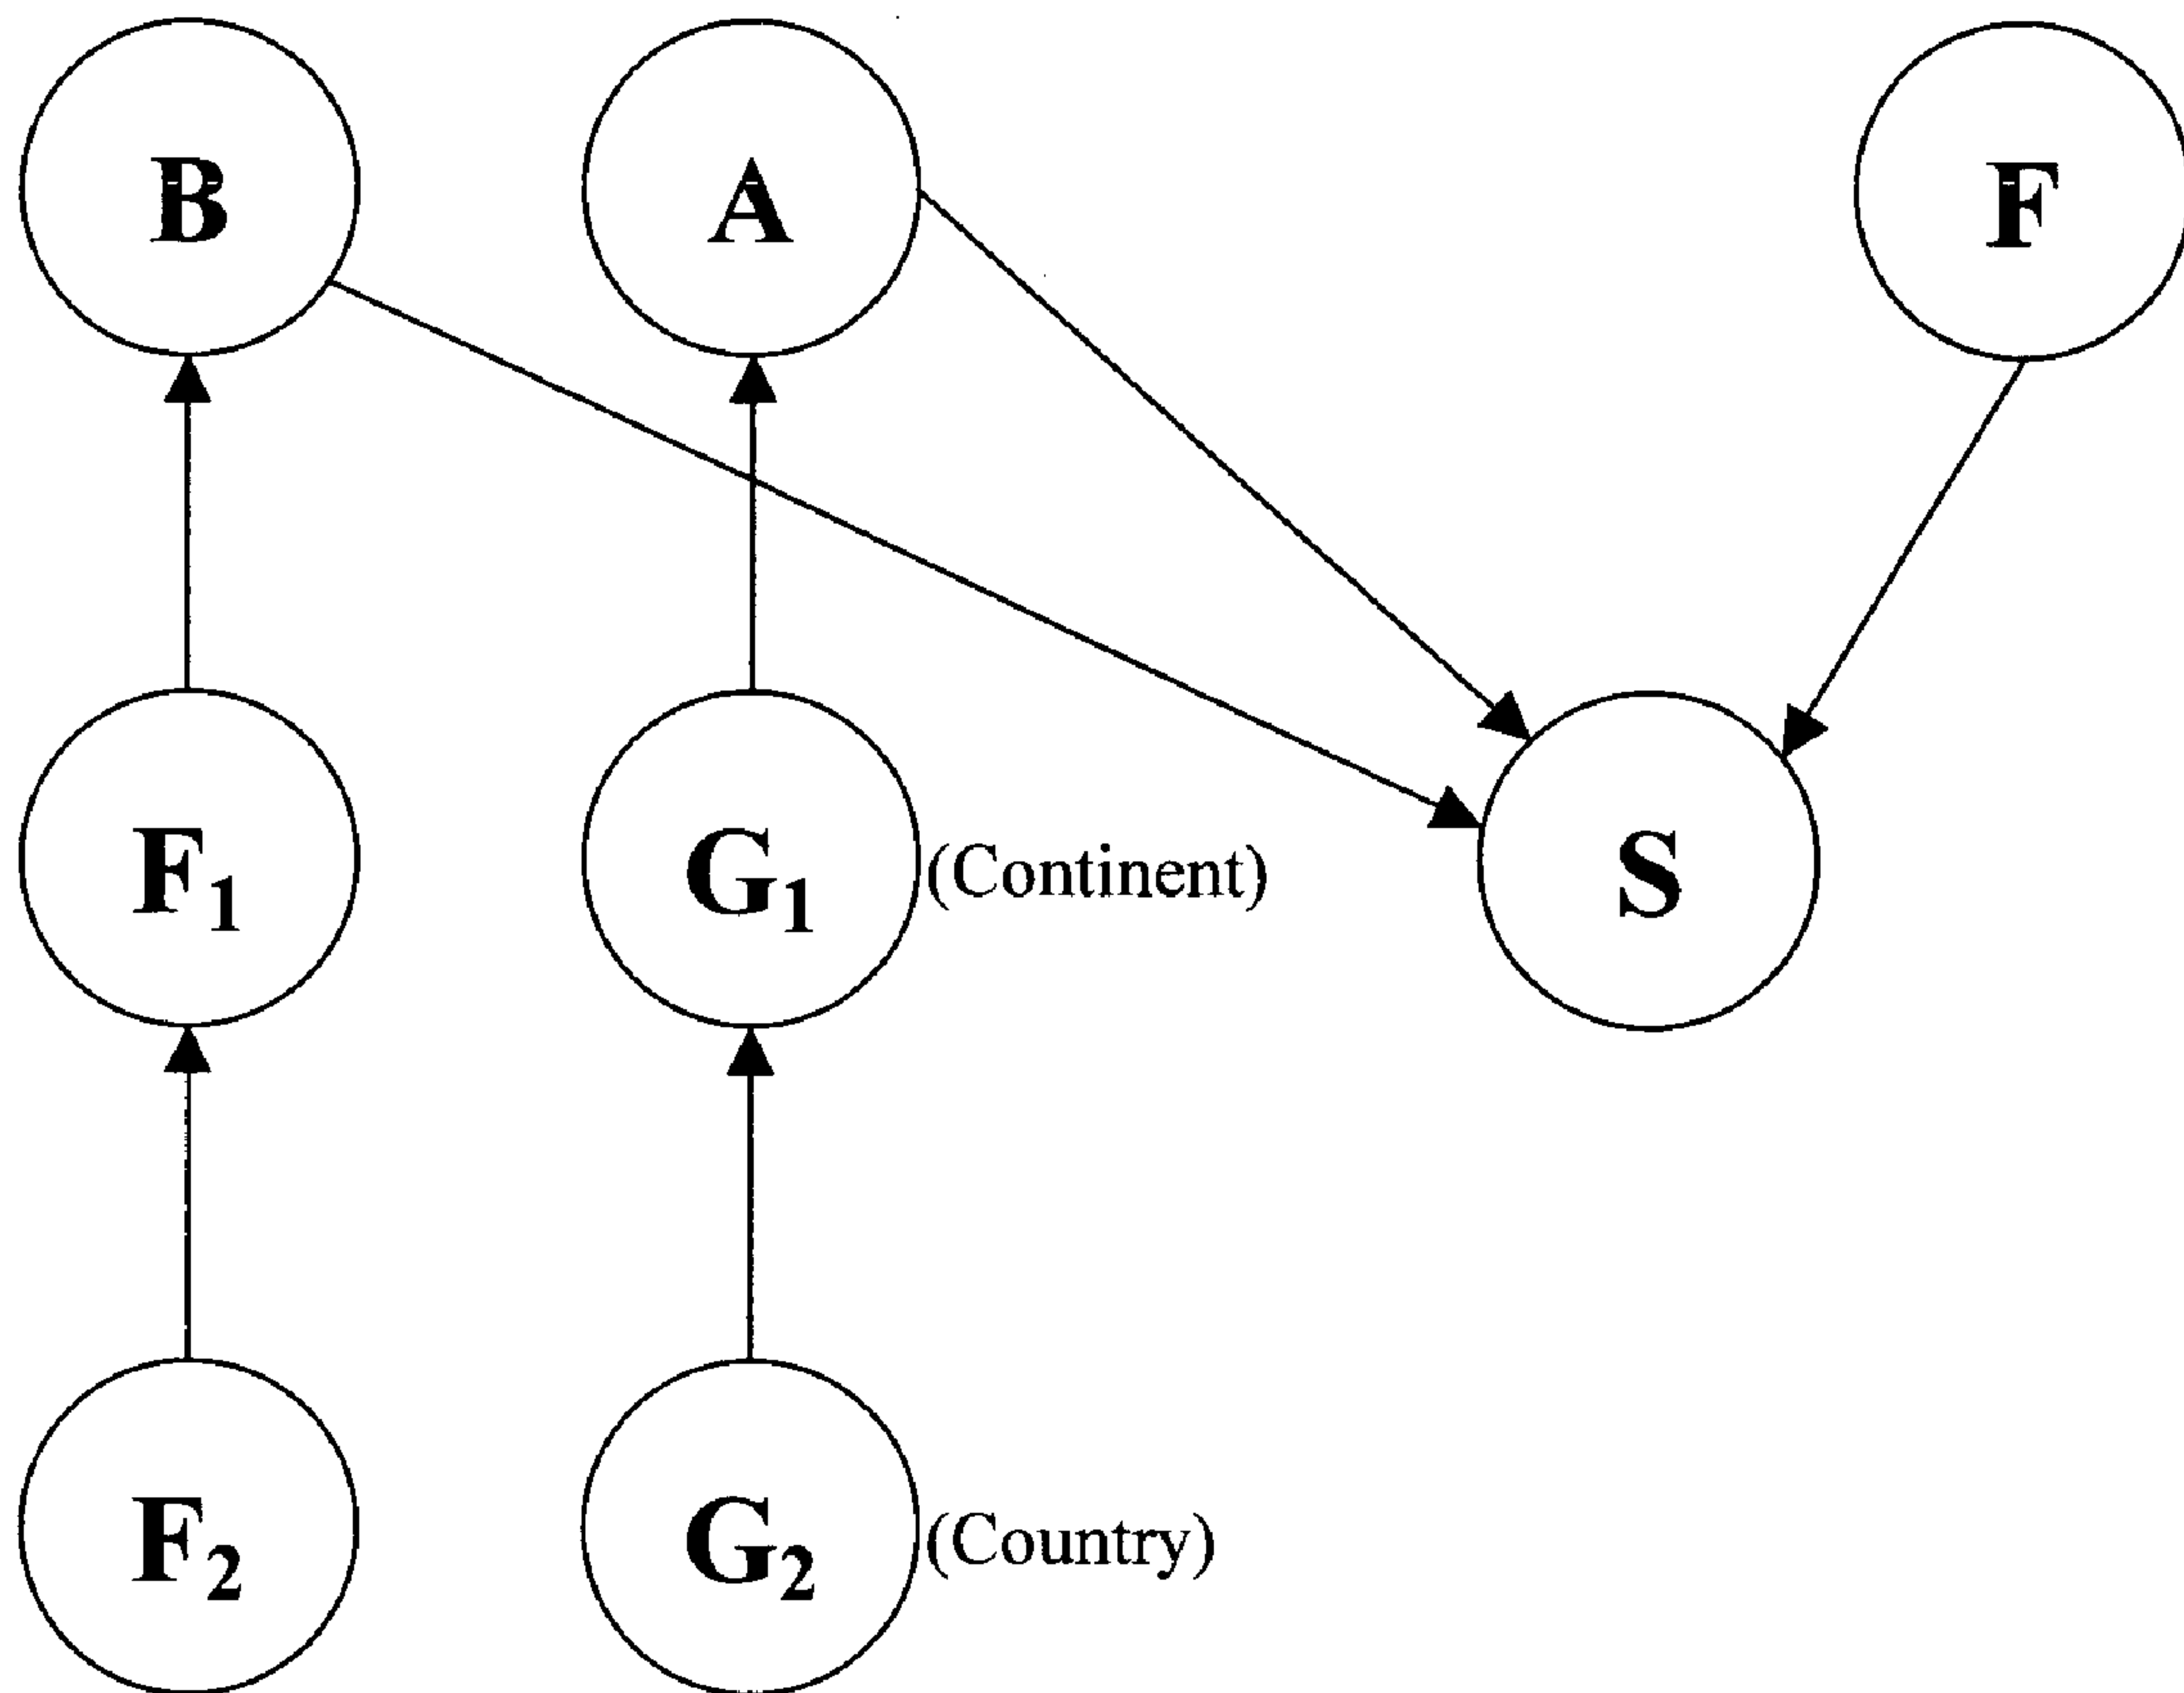 B
A
F
F1
G1 (Continent)
S
F2
G2 (Country)